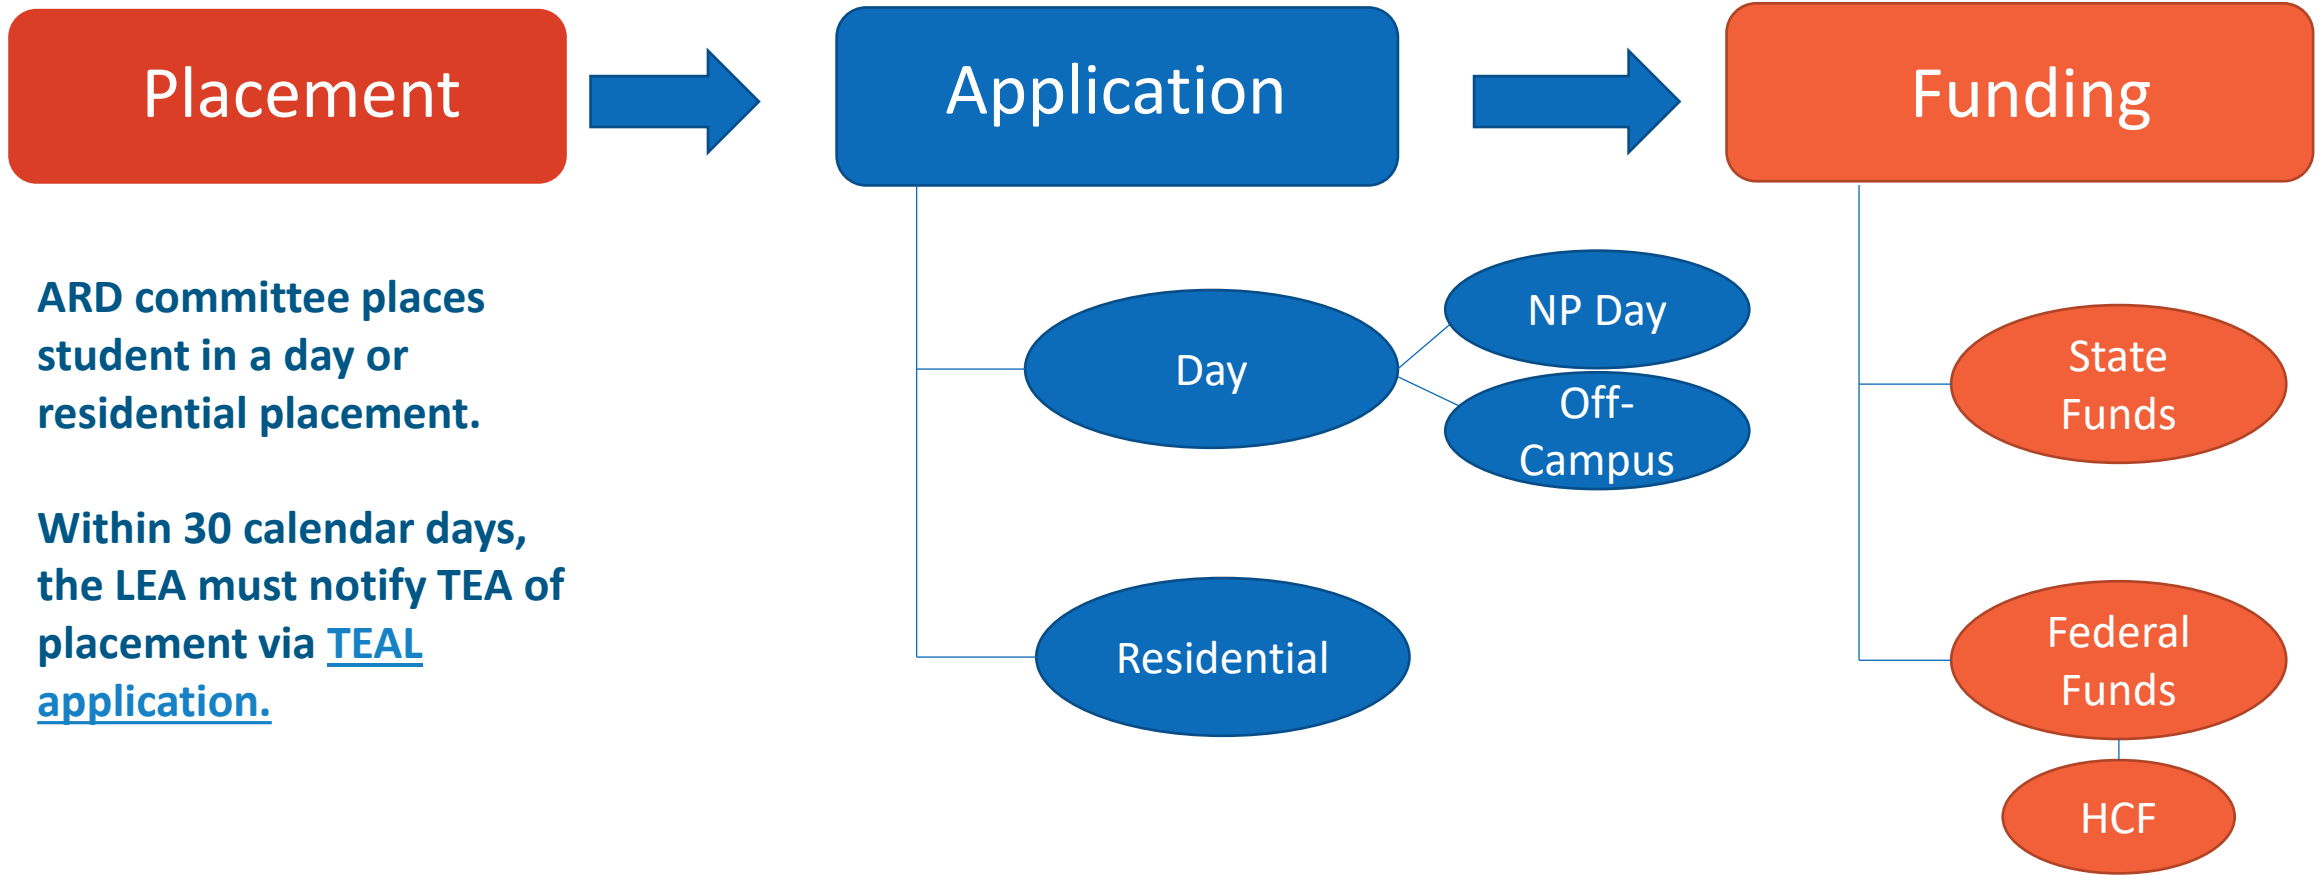 Placement
ARD committee places
student in a day or
residential placement.
Within 30 calendar days,
the LEA must notify TEA of
placement via TEAL
application.
Application
Day
NP Day
Off-
Campus
Residential
Funding
State
Funds
Federal
Funds
HCF